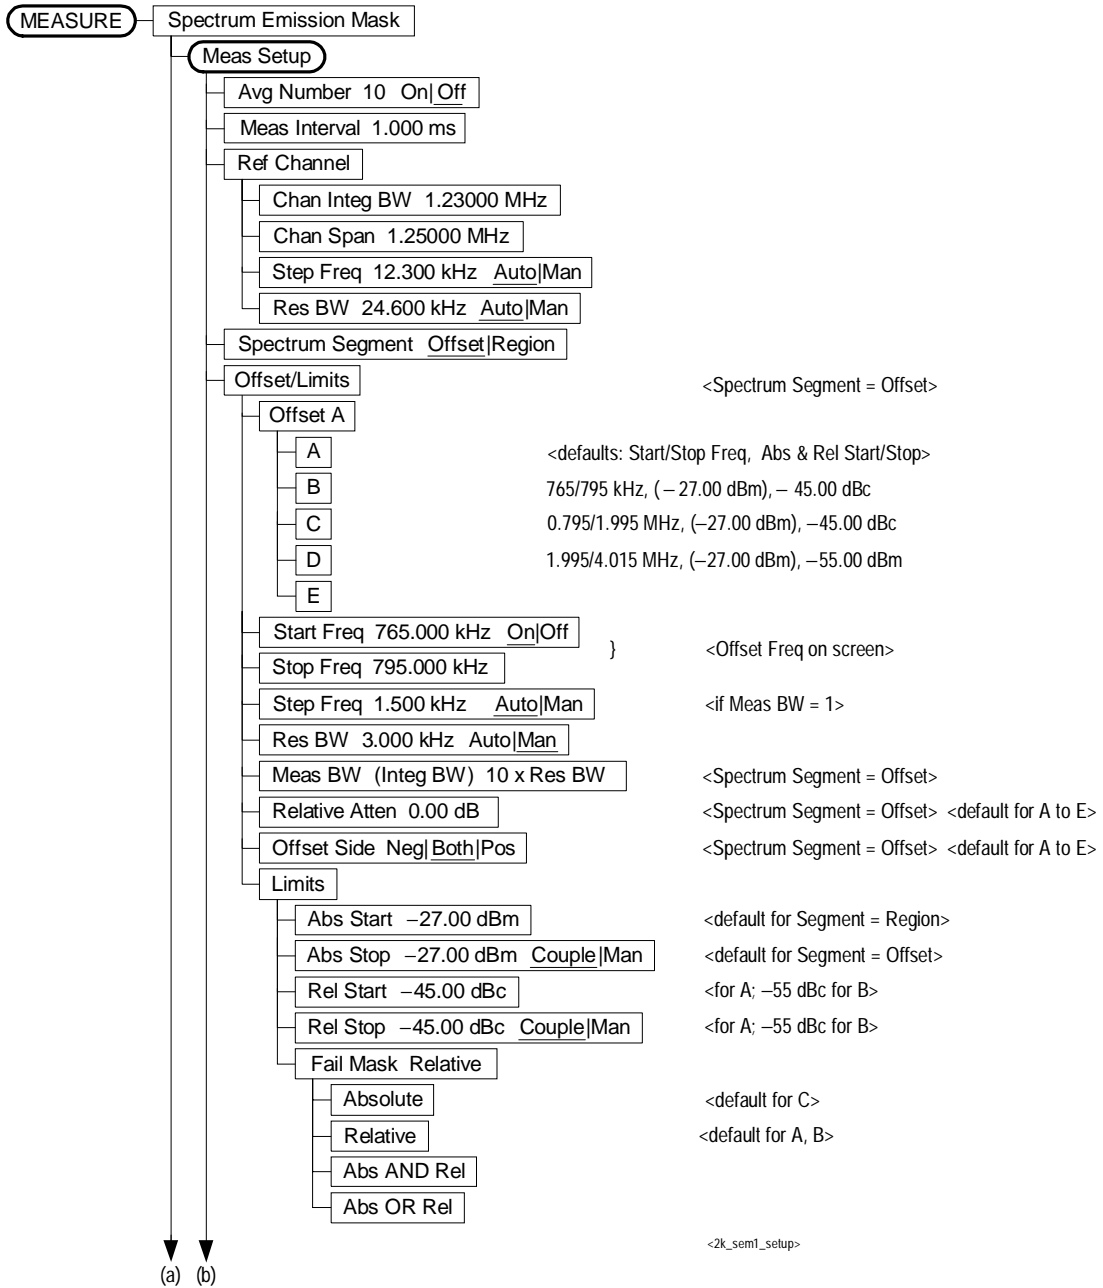 MEASURE Spectrum Emission Mask
Meas Setup
Avg Number 10 On|Off
Meas Interval 1.000 ms
Ref Channel
Chan Integ BW 1.23000 MHz
Chan Span 1.25000 MHz
Step Freq 12.300 kHz Auto|Man
Res BW 24.600 kHz Auto|Man
Spectrum Segment Offset|Region
Offset/Limits <Spectrum Segment = Offset>
Offset A
A <defaults: Start/Stop Freq, Abs & Rel Start/Stop>
B 765/795 kHz, ( – 27.00 dBm), – 45.00 dBc
C 0.795/1.995 MHz, (–27.00 dBm), –45.00 dBc
D 1.995/4.015 MHz, (–27.00 dBm), –55.00 dBm
E
Start Freq 765.000 kHz On|Off
} <Offset Freq on screen>
Stop Freq 795.000 kHz
Step Freq 1.500 kHz Auto|Man <if Meas BW = 1>
Res BW 3.000 kHz Auto|Man
Meas BW (Integ BW) 10 x Res BW <Spectrum Segment = Offset>
Relative Atten 0.00 dB <Spectrum Segment = Offset> <default for A to E>
Offset Side Neg|Both|Pos <Spectrum Segment = Offset> <default for A to E>
Limits
Abs Start –27.00 dBm <default for Segment = Region>
Abs Stop –27.00 dBm Couple|Man <default for Segment = Offset>
Rel Start –45.00 dBc <for A; –55 dBc for B>
Rel Stop –45.00 dBc Couple|Man <for A; –55 dBc for B>
Fail Mask Relative
Absolute <default for C>
Relative <default for A, B>
Abs AND Rel
Abs OR Rel
<2k_sem1_setup>
(a) (b)